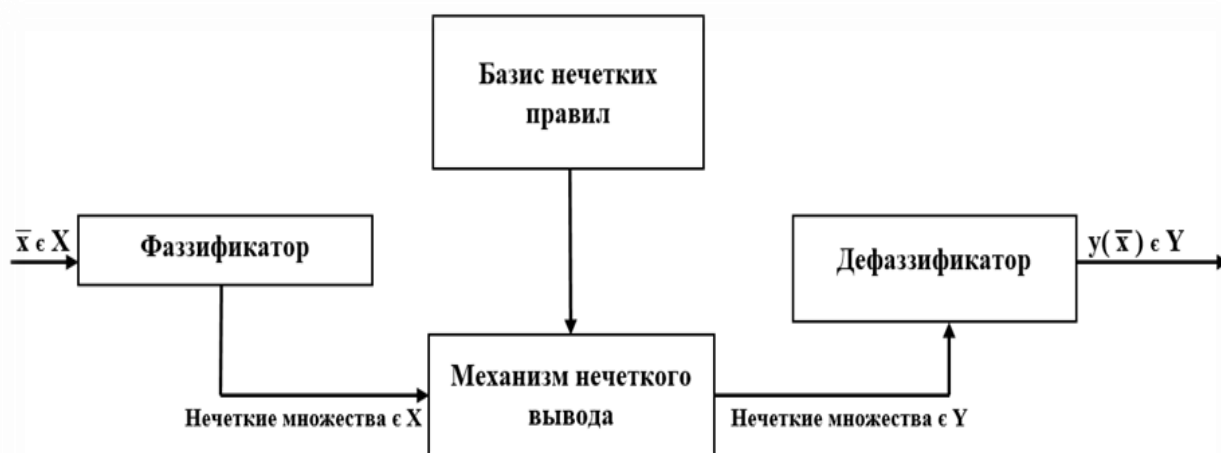 Базис нечетких
правил
x̅ є X
Фаззификатор
Дефаззификатор
y( x̅ ) є Y
Механизм нечеткого
вывода
Нечеткие множества є X
Нечеткие множества є Y